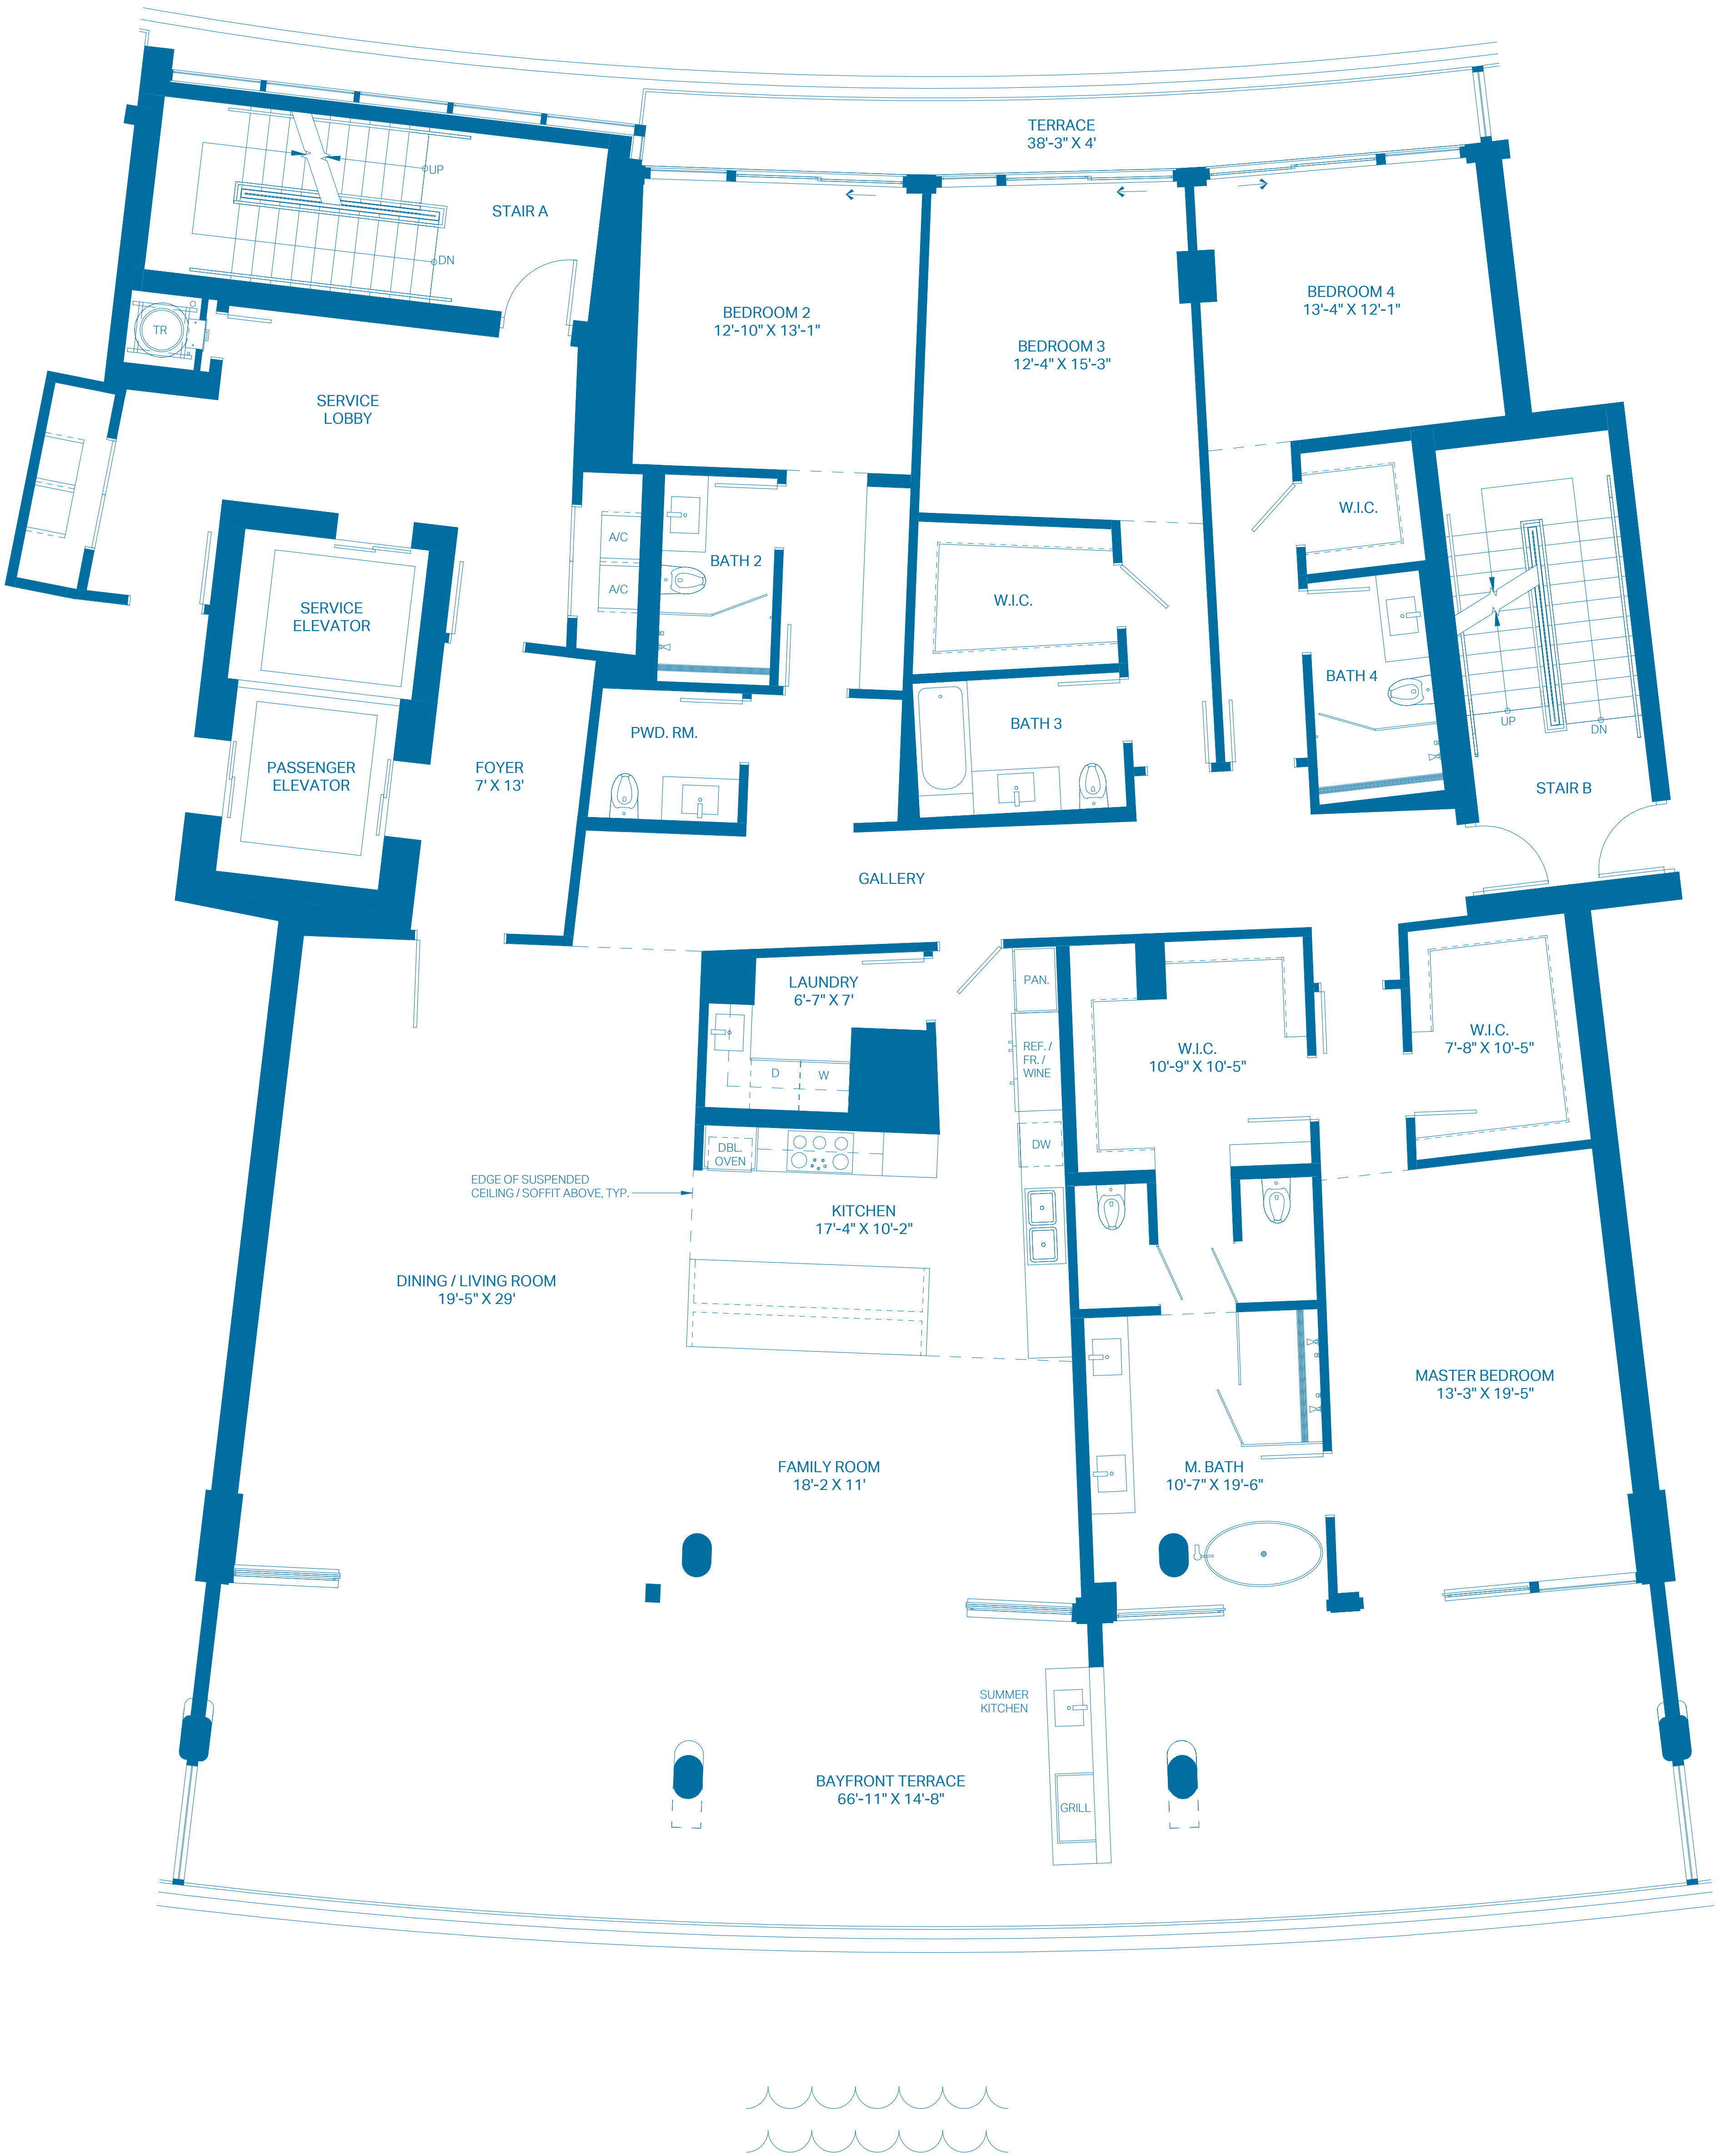 TERRACE
38'-3" X 4'
UP
STAIR A
DN
TR
BEDROOM 2
12'-10" X 13'-1"
BEDROOM 3
12'-4" X 15'-3"
BEDROOM 4
13'-4" X 12'-1"
SERVICE
LOBBY
A/C
A/C
BATH 2
W.I.C.
W.I.C.
SERVICE
ELEVATOR
BATH 4
UP
DN
STAIR B
PWD. RM.
BATH 3
PASSENGER
ELEVATOR
FOYER
7' X 13'
GALLERY
LAUNDRY
6'-7" X 7'
D
W
PAN.
REF. /
FR. /
WINE
DW
W.I.C.
10'-9" X 10'-5"
W.I.C.
7'-8" X 10'-5"
DBL.
OVEN
EDGE OF SUSPENDED
CEILING / SOFFIT ABOVE, TYP.
KITCHEN
17'-4" X 10'-2"
DINING / LIVING ROOM
19'-5" X 29'
MASTER BEDROOM
13'-3" X 19'-5"
FAMILY ROOM
18'-2 X 11'
M. BATH
10'-7" X 19'-6"
SUMMER
KITCHEN
BAYFRONT TERRACE
66'-11" X 14'-8"
GRILL